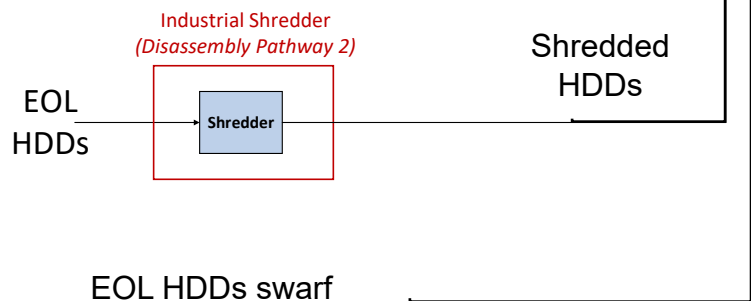 Industrial Shredder
(Disassembly Pathway 2)
Shredded
HDDs
EOL
HDDs
Shredder
EOL HDDs swarf